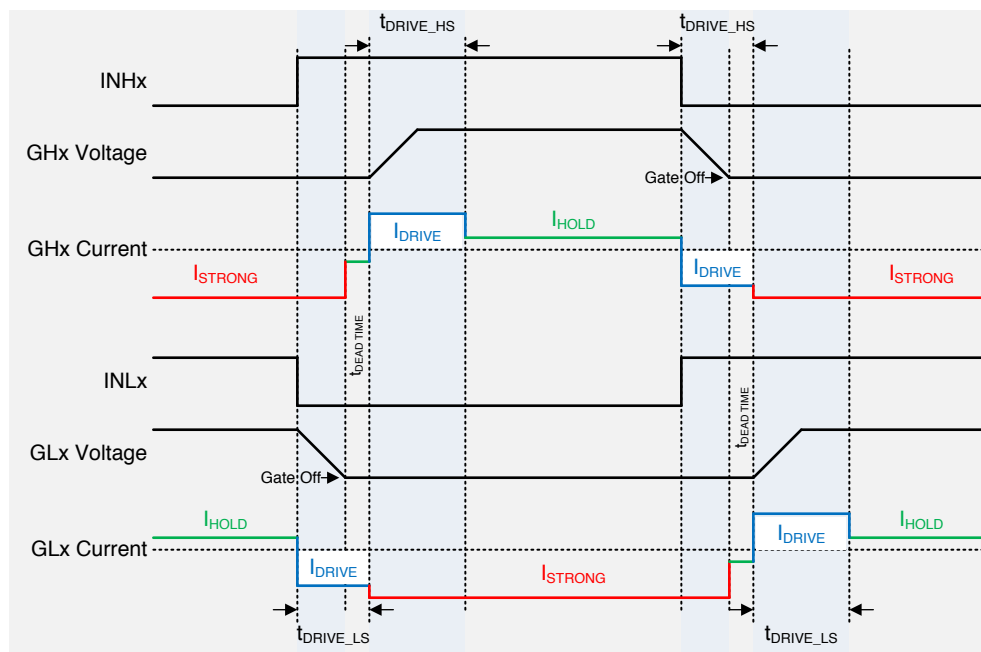 tDRIVE_HS
tDRIVE_HS
INHx
GHx Voltage
Gate Off
GHx Current
IDRIVE
IHOLD
ISTRONG
IDRIVE
ISTRONG
tDEAD TIME
INLx
tDEAD TIME
GLx Voltage
Gate Off
IHOLD
GLx Current
IDRIVE
ISTRONG
IDRIVE
IHOLD
tDRIVE_LS
tDRIVE_LS